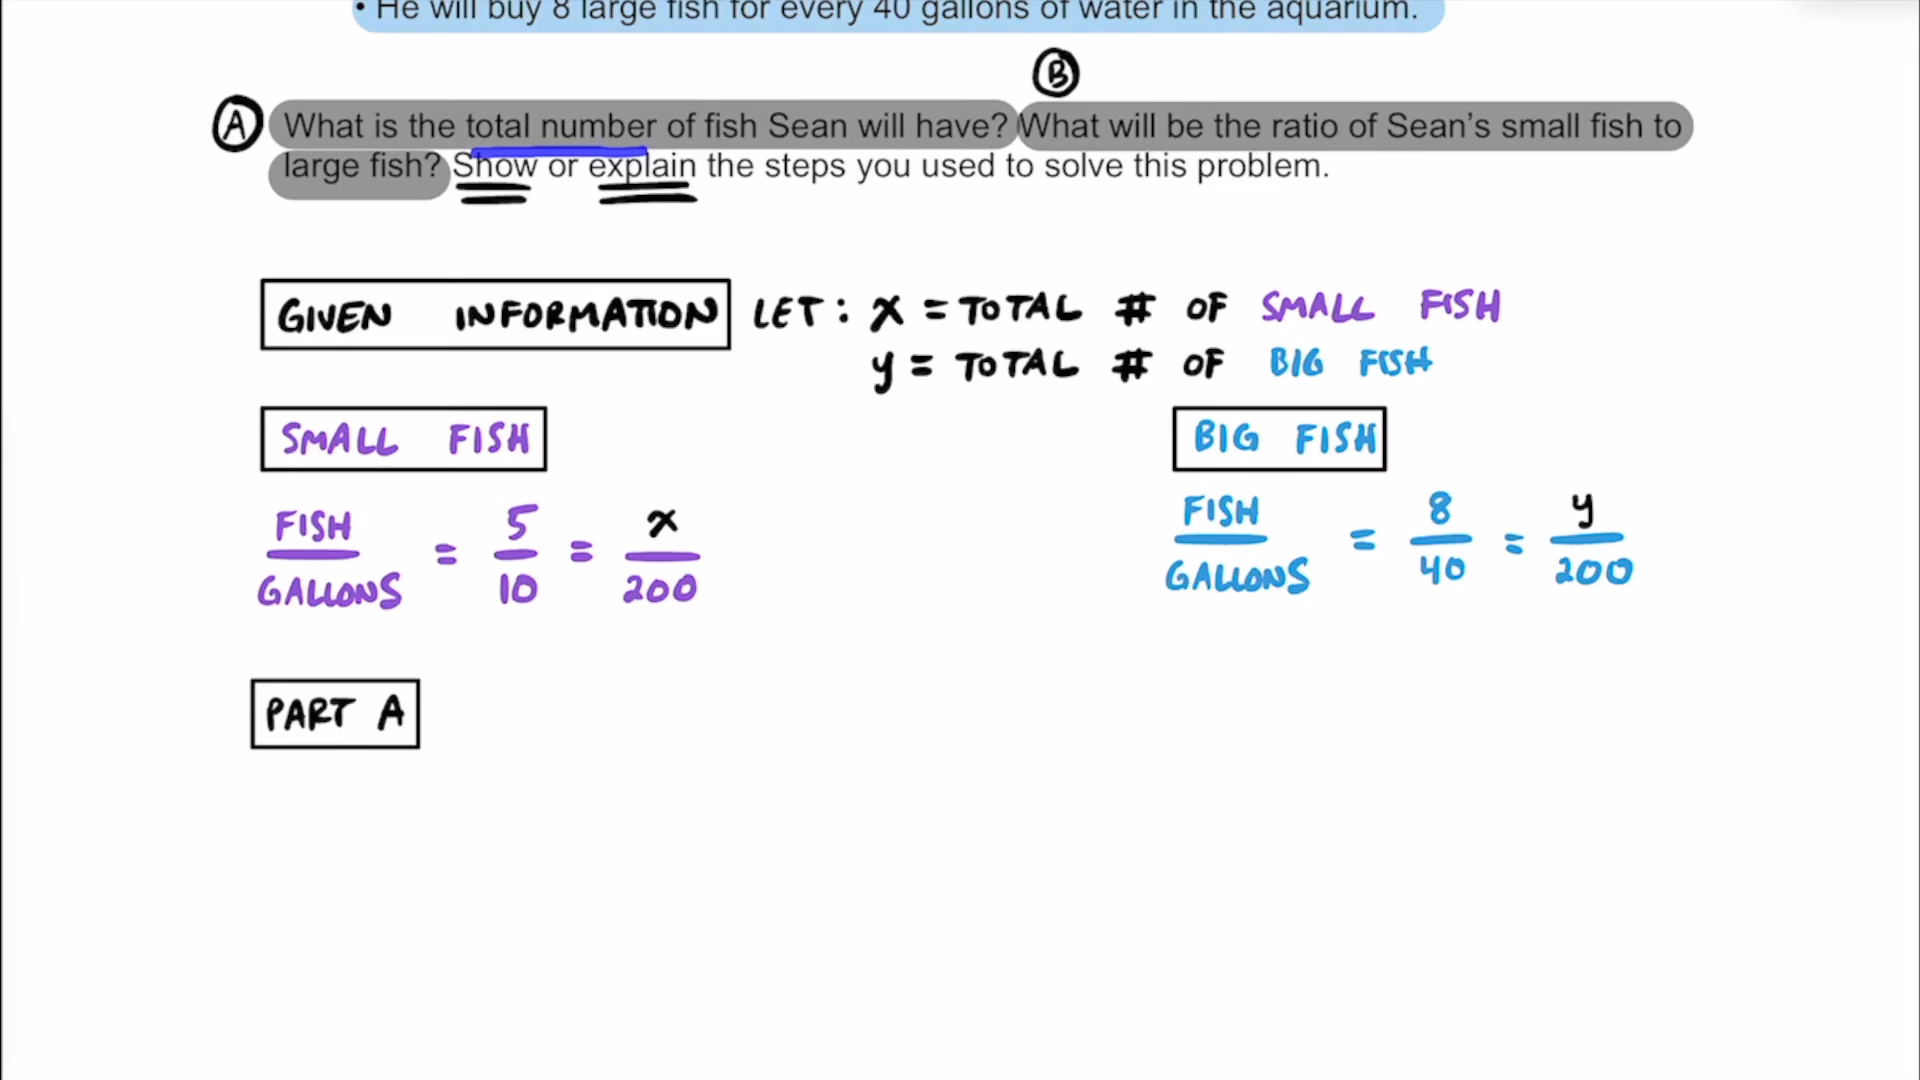 • He will buy 8 large fish for every 40 gallons of water in the aquarium.
B
A What is the total number of fish Sean will have? What will be the ratio of Sean's small fish to
large fish? Show or explain the steps you used to solve this problem.
GIVEN INFORMATION LET: x = TOTAL # OF SMALL FISH
y = TOTAL # OF BIG FISH
SMALL FISH
BIG FISH
FISH / GALLONS = 5 / 10 = x / 200
FISH / GALLONS = 8 / 40 = y / 200
PART A